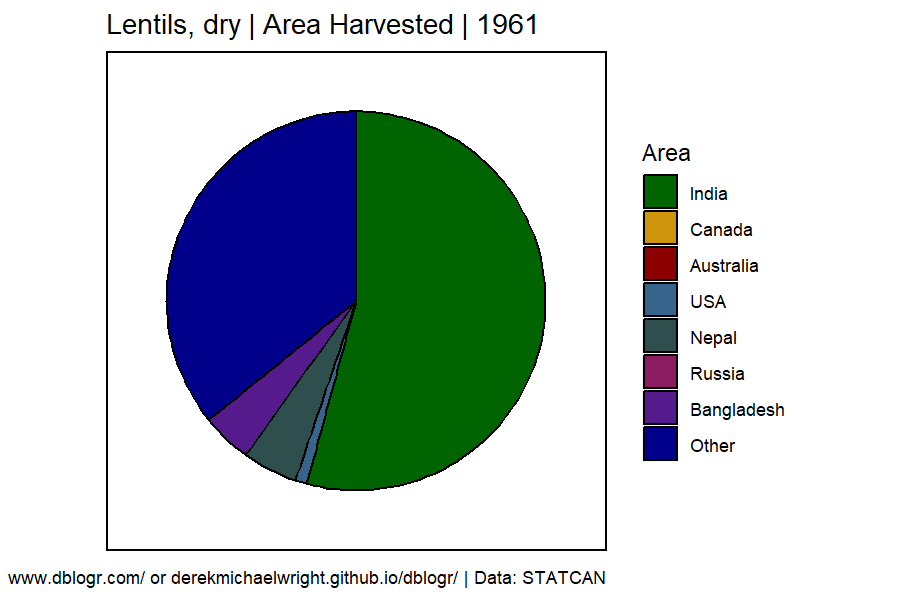 Lentils, dry | Area Harvested | 1961
Area
India
Canada
Australia
USA
Nepal
Russia
Bangladesh
Other
www.dblogr.com/ or derekmichaelwright.github.io/dblogr/ | Data: STATCAN